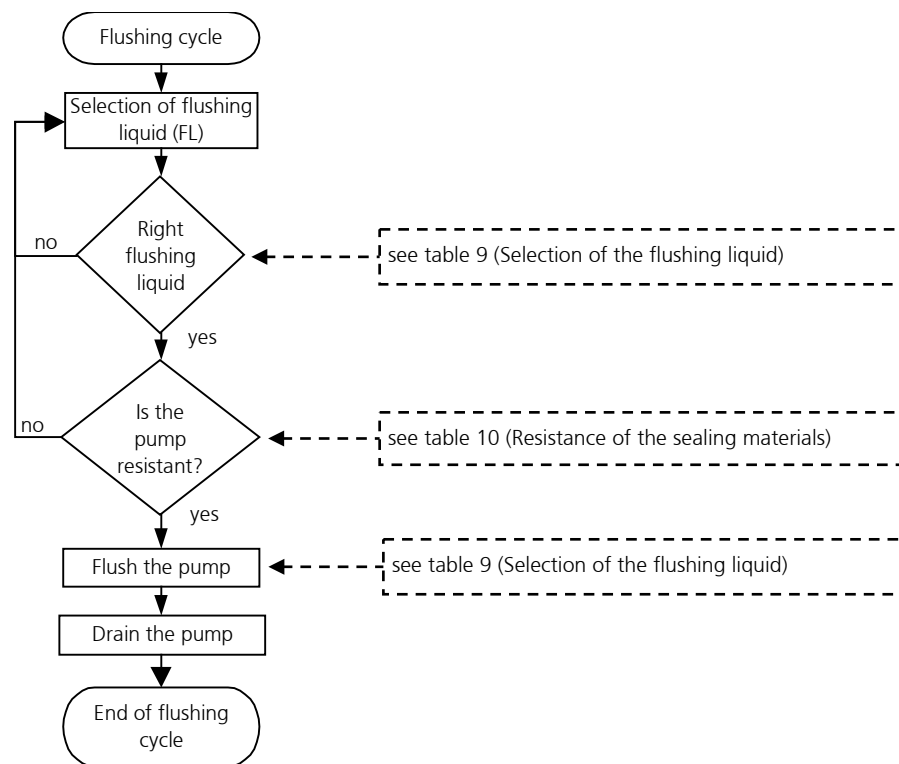 Flushing cycle
Selection of flushing
liquid (FL)
Right
flushing
liquid
no
see table 9 (Selection of the flushing liquid)
yes
Is the
pump
resistant?
no
see table 10 (Resistance of the sealing materials)
yes
Flush the pump
see table 9 (Selection of the flushing liquid)
Drain the pump
End of flushing
cycle